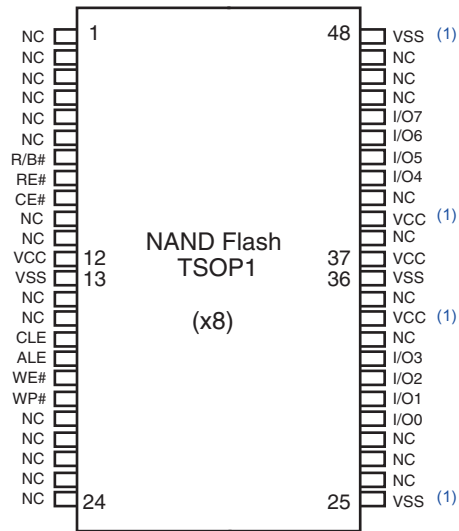 NC 1 48 VSS (1)
NC NC
NC NC
NC NC
NC I/O7
NC I/O6
R/B# I/O5
RE# I/O4
CE# NC
NC VCC (1)
NC NC
NAND Flash
VCC 12 37 VCC
TSOP1
VSS 13 36 VSS
NC NC
NC VCC (1)
(x8)
CLE NC
ALE I/O3
WE# I/O2
WP# I/O1
NC I/O0
NC NC
NC NC
NC NC
NC 24 25 VSS (1)